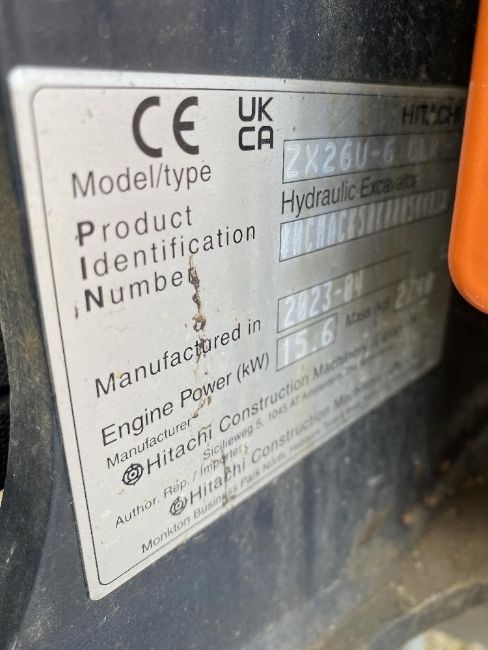 CE UK CA HITACHI
Model/type ZX26U-6
Hydraulic Excavator
Product
Identification
Number
Manufactured in 2023-04 Mass
Engine Power (kW) 15.6
Manufacturer
Hitachi Construction Machinery
Sicilieweg 5, 1045 AT Amsterdam
Author. Rep. / Importer
Hitachi Construction Machinery
Monkton Business Park North, Hebburn